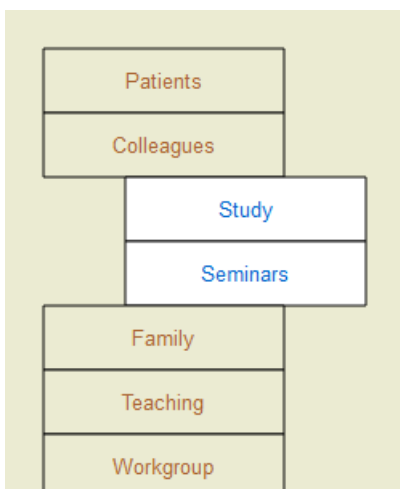 Patients
Colleagues
Study
Seminars
Family
Teaching
Workgroup